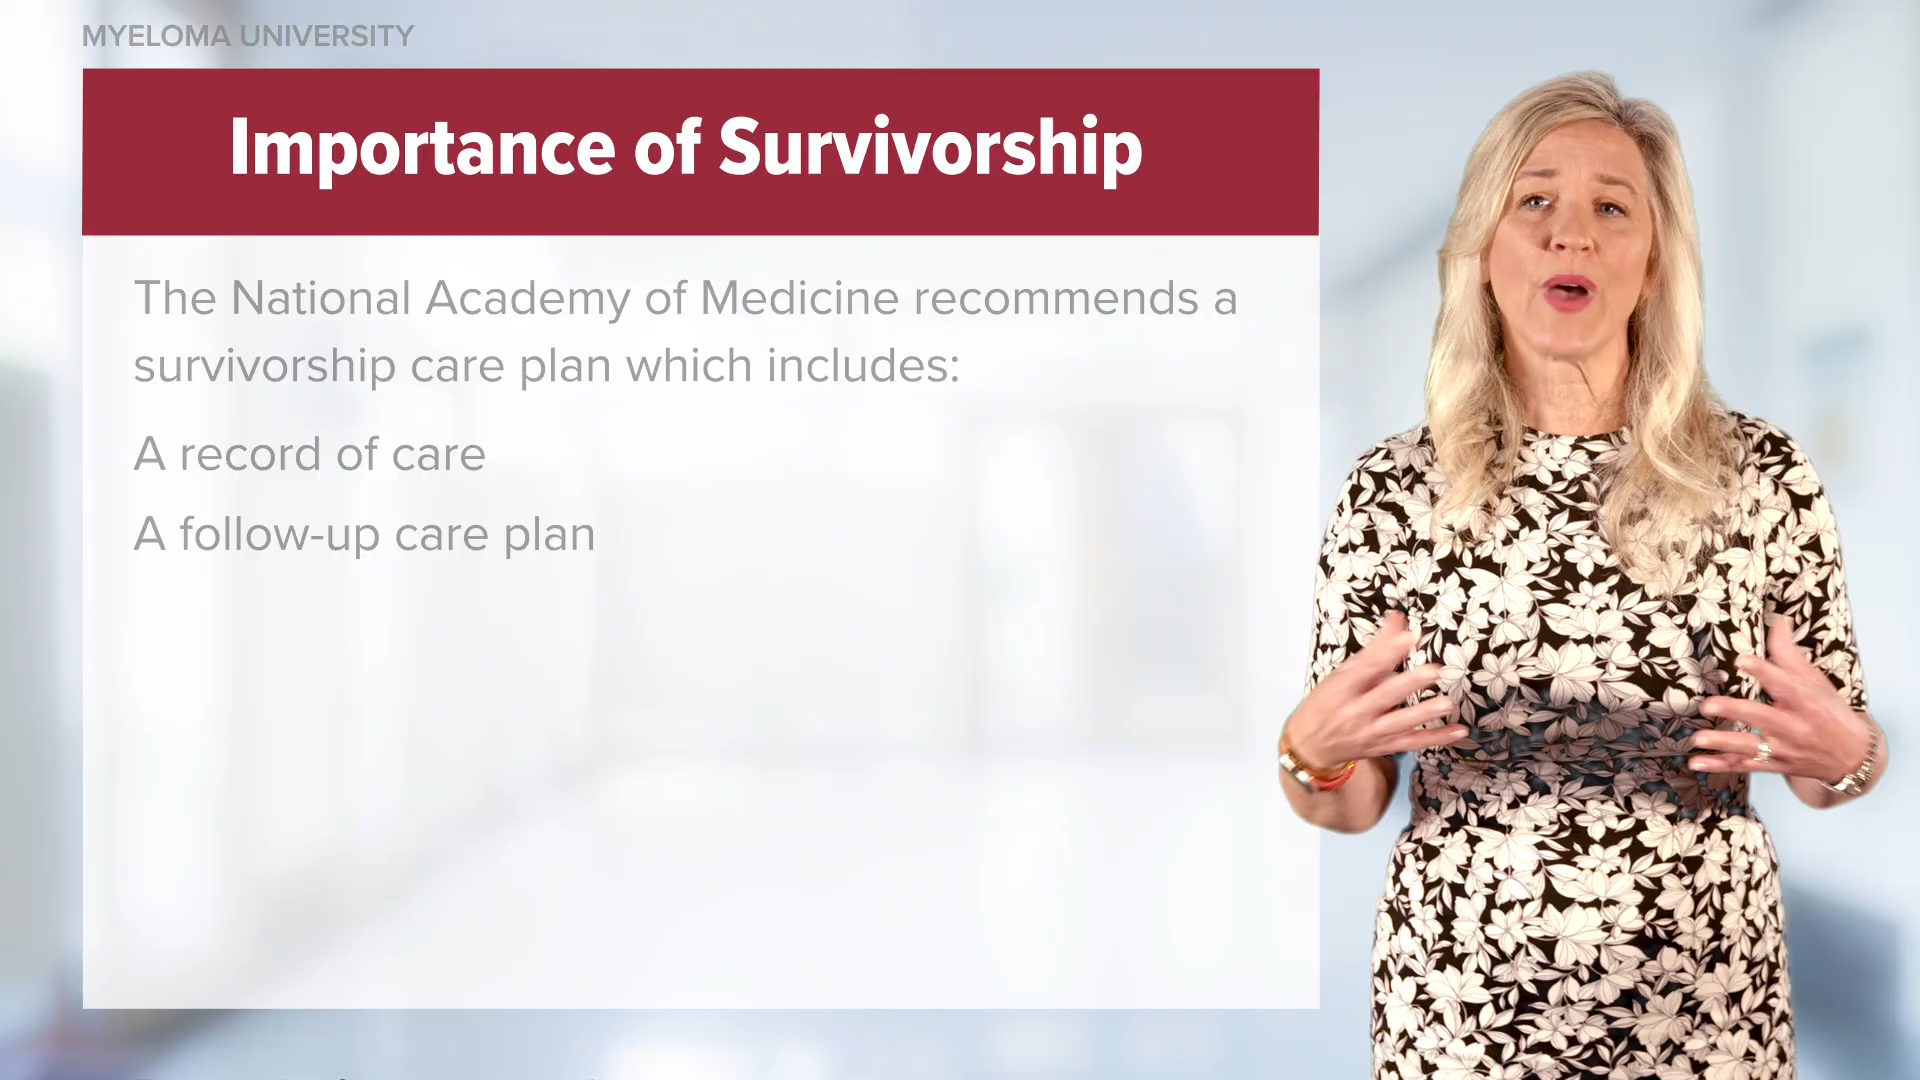 MYELOMA UNIVERSITY
Importance of Survivorship
The National Academy of Medicine recommends a
survivorship care plan which includes:
A record of care
A follow-up care plan